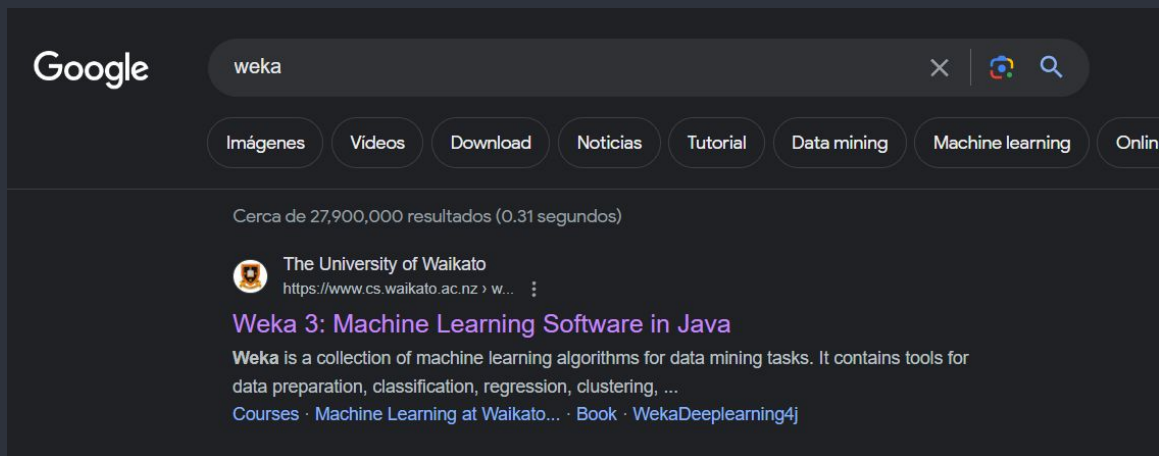 Google
weka
Imágenes Vídeos Download Noticias Tutorial Data mining Machine learning Onlin
Cerca de 27,900,000 resultados (0.31 segundos)
The University of Waikato
https://www.cs.waikato.ac.nz › w...
Weka 3: Machine Learning Software in Java
Weka is a collection of machine learning algorithms for data mining tasks. It contains tools for
data preparation, classification, regression, clustering, ...
Courses · Machine Learning at Waikato... · Book · WekaDeeplearning4j